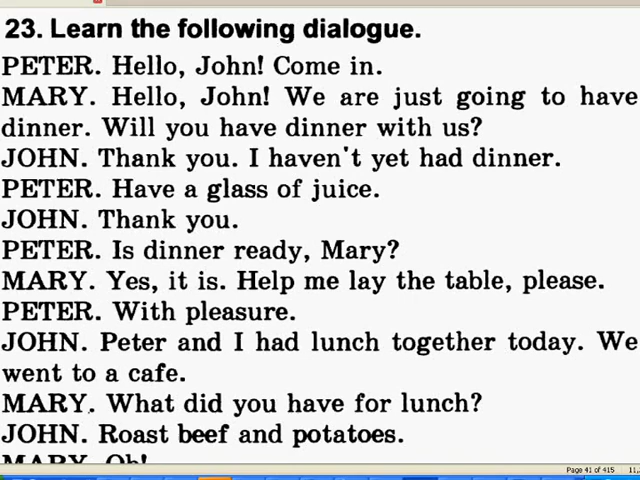 23. Learn the following dialogue.
PETER. Hello, John! Come in.
MARY. Hello, John! We are just going to have
dinner. Will you have dinner with us?
JOHN. Thank you. I haven't yet had dinner.
PETER. Have a glass of juice.
JOHN. Thank you.
PETER. Is dinner ready, Mary?
MARY. Yes, it is. Help me lay the table, please.
PETER. With pleasure.
JOHN. Peter and I had lunch together today. We
went to a cafe.
MARY. What did you have for lunch?
JOHN. Roast beef and potatoes.
MARY. Oh!
Page 41 of 415